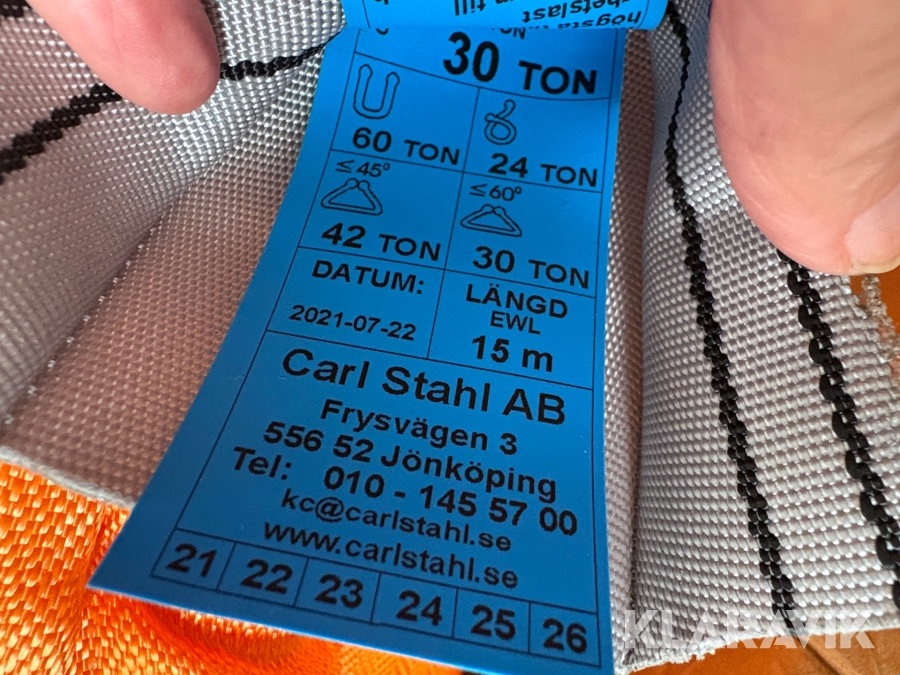 till
högsta
30 TON
60 TON
24 TON
≤45°
≤60°
42 TON
30 TON
DATUM:
2021-07-22
LÄNGD
EWL
15 m
Carl Stahl AB
Frysvägen 3
556 52 Jönköping
Tel: 010 - 145 57 00
kc@carlstahl.se
www.carlstahl.se
21 22 23 24 25 26
KLARAVIK